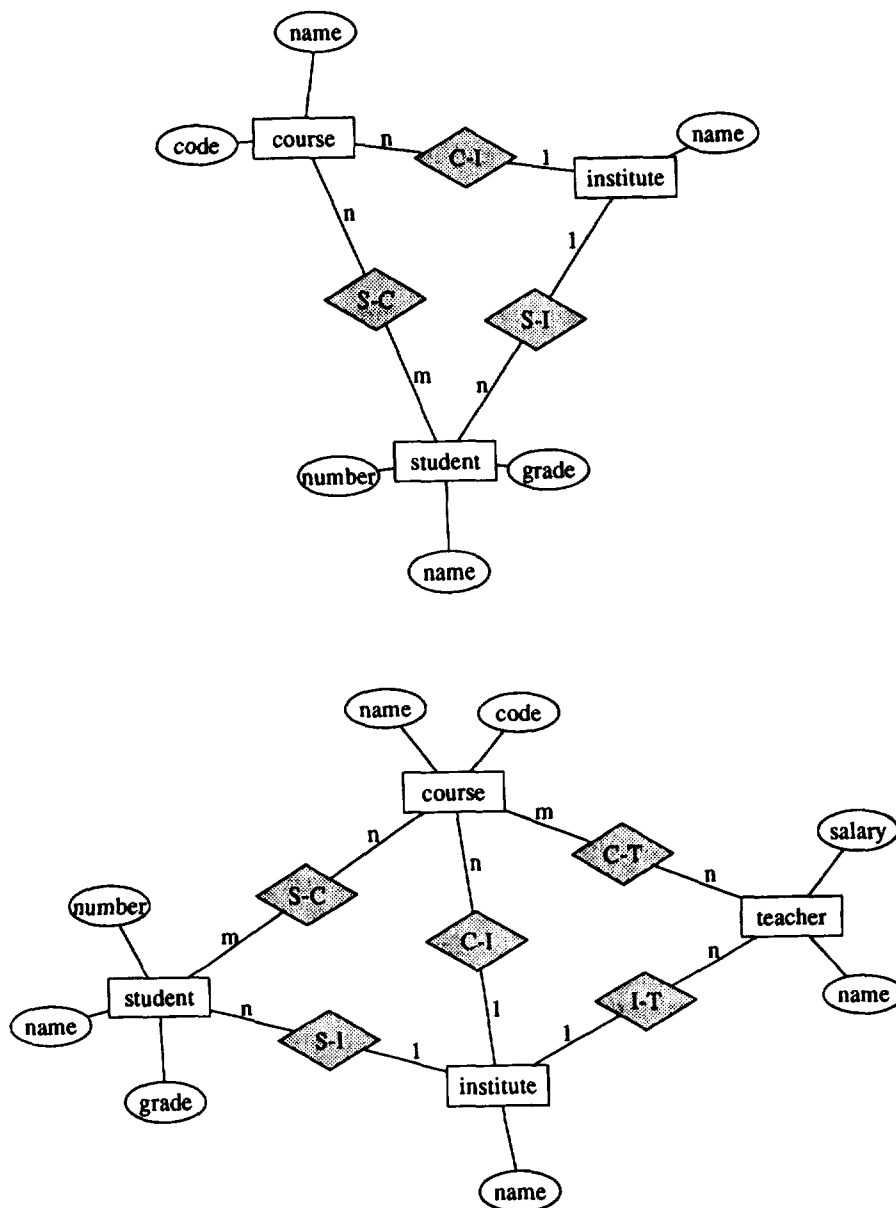 name
code
course
n
C-I
1
name
institute
n
1
S-C
S-I
m
n
student
number
grade
name
name
code
course
n
m
salary
C-T
n
S-C
n
number
teacher
m
C-I
n
student
I-T
name
n
1
name
S-I
1
1
institute
grade
name